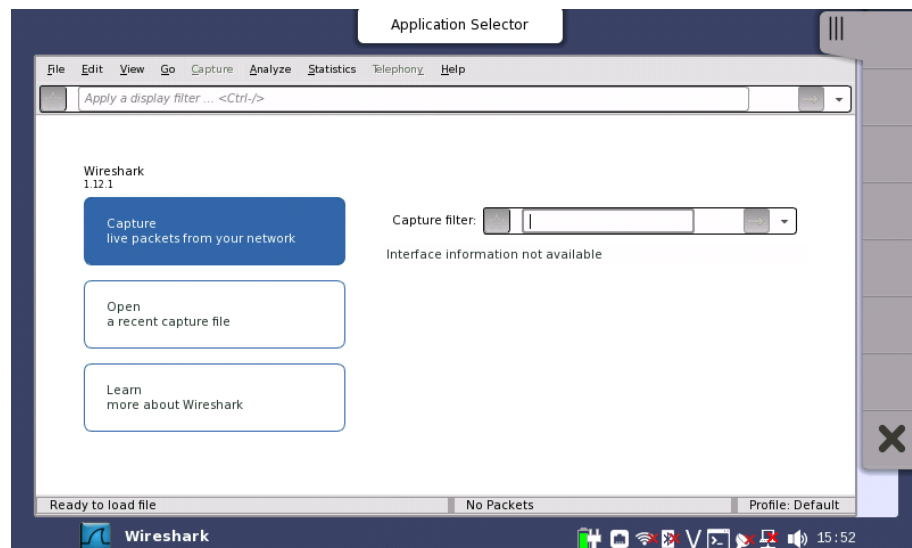 Application Selector
File Edit View Go Capture Analyze Statistics Telephony Help
Apply a display filter ... <Ctrl-/>
Wireshark
1.12.1
Capture
live packets from your network
Capture filter:
Interface information not available
Open
a recent capture file
Learn
more about Wireshark
Ready to load file No Packets Profile: Default
Wireshark V 15:52